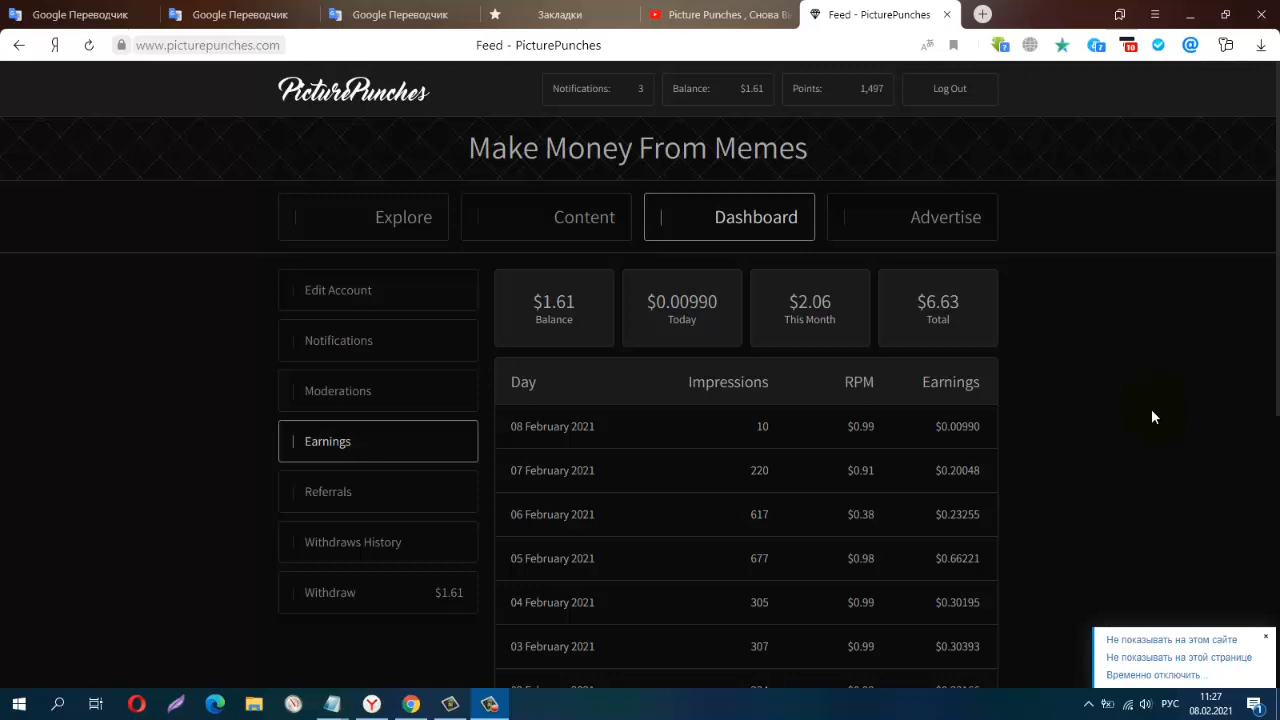 Google Переводчик
Google Переводчик
Google Переводчик
Закладки
Picture Punches , Снова Вы
Feed - PicturePunches
www.picturepunches.com
Feed - PicturePunches
PicturePunches
Notifications: 3
Balance: $1.61
Points: 1,497
Log Out
Make Money From Memes
Explore
Content
Dashboard
Advertise
Edit Account
Notifications
Moderations
Earnings
Referrals
Withdraws History
Withdraw $1.61
$1.61 Balance
$0.00990 Today
$2.06 This Month
$6.63 Total
Day Impressions RPM Earnings
08 February 2021 10 $0.99 $0.00990
07 February 2021 220 $0.91 $0.20048
06 February 2021 617 $0.38 $0.23255
05 February 2021 677 $0.98 $0.66221
04 February 2021 305 $0.99 $0.30195
03 February 2021 307 $0.99 $0.30393
Не показывать на этом сайте
Не показывать на этой странице
Временно отключить...
РУС
11:27
08.02.2021